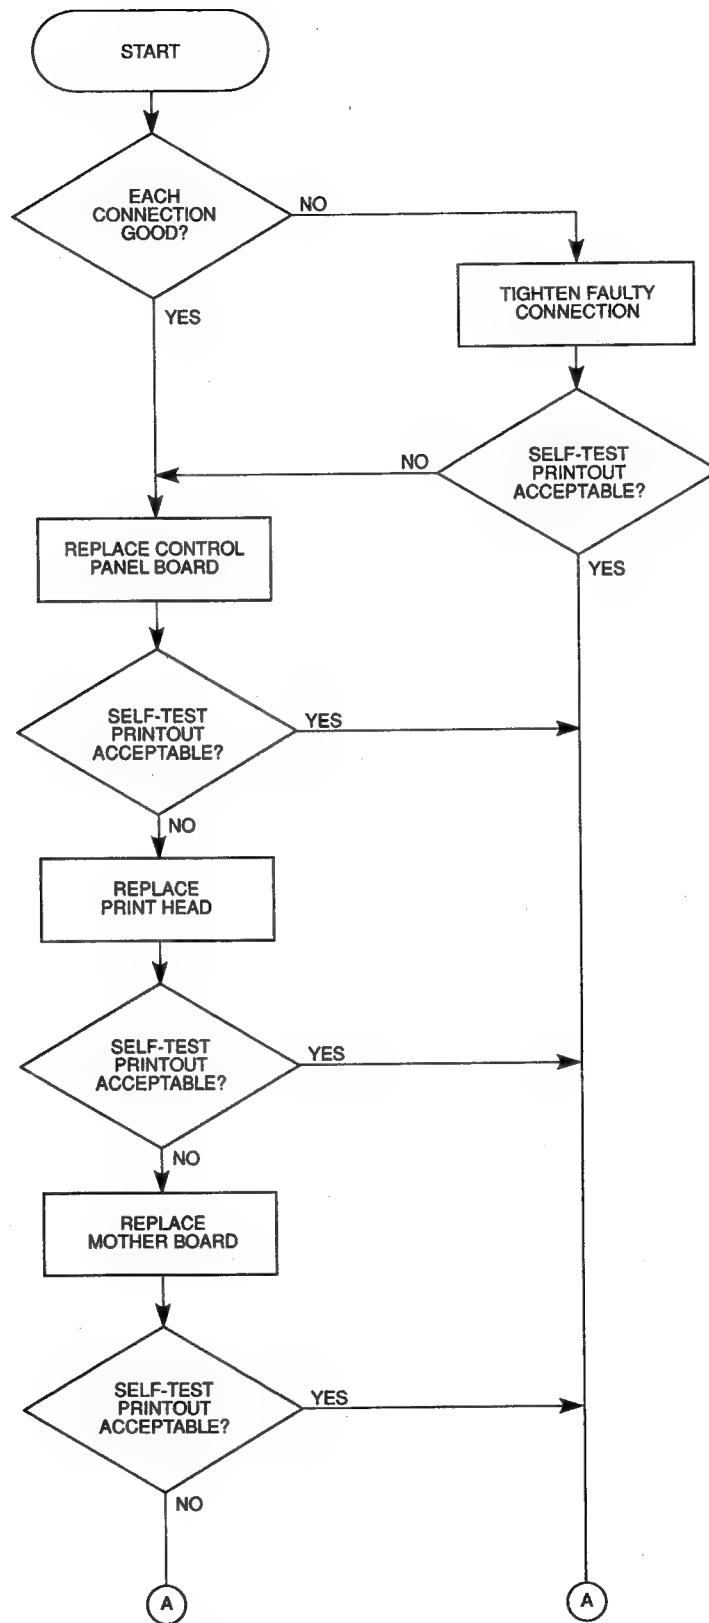 START
EACH
CONNECTION
GOOD?
NO
YES
TIGHTEN FAULTY
CONNECTION
SELF-TEST
PRINTOUT
ACCEPTABLE?
NO
YES
REPLACE CONTROL
PANEL BOARD
SELF-TEST
PRINTOUT
ACCEPTABLE?
YES
NO
REPLACE
PRINT HEAD
SELF-TEST
PRINTOUT
ACCEPTABLE?
YES
NO
REPLACE
MOTHER BOARD
SELF-TEST
PRINTOUT
ACCEPTABLE?
YES
NO
A
A